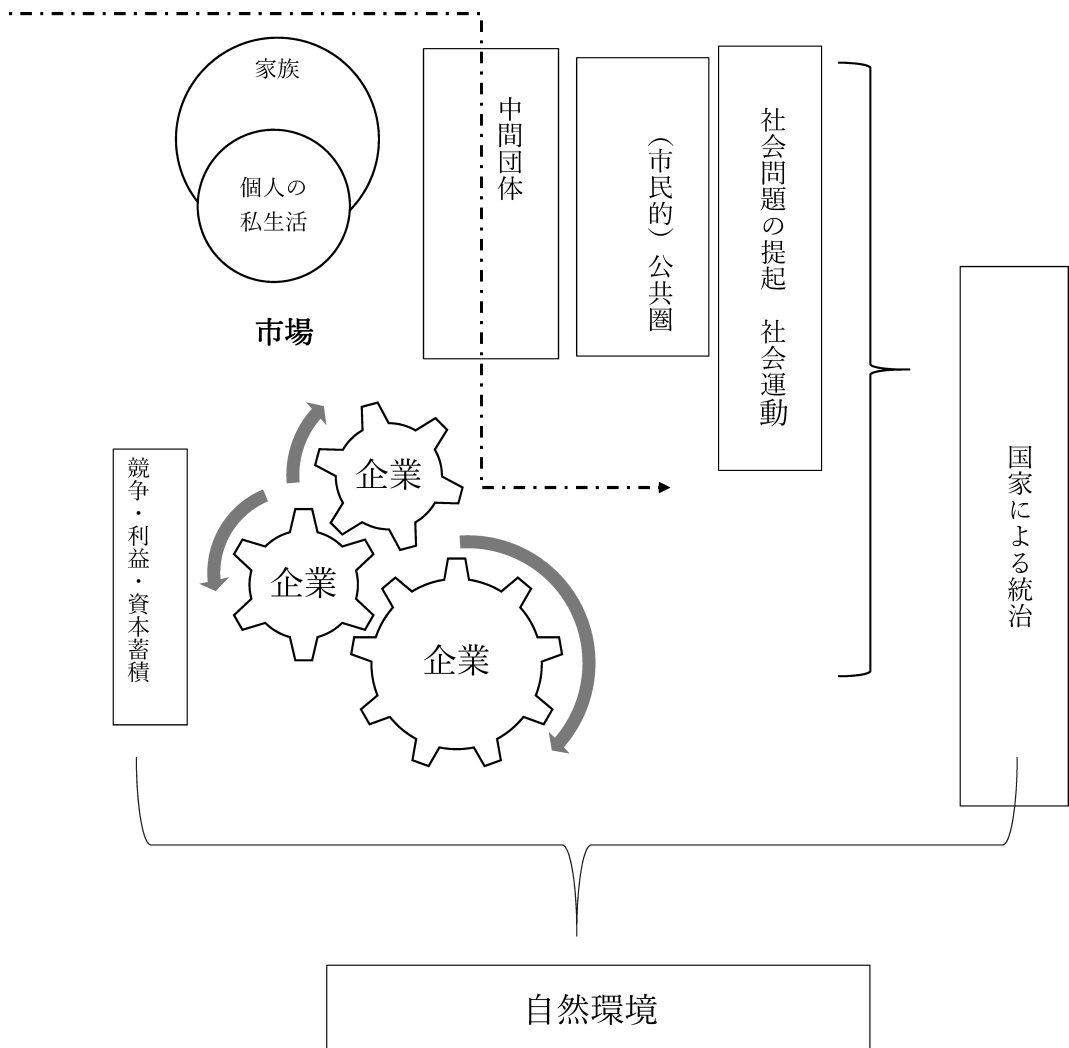 家族
個人の
私生活
市場
中間団体
（市民的）公共圏
社会問題の提起　社会運動
国家による統治
競争・利益・資本蓄積
企業
企業
企業
自然環境